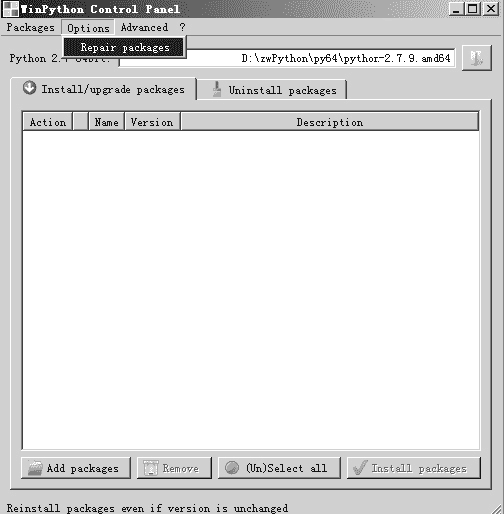 WinPython Control Panel
Packages Options Advanced ?
Repair packages
Python 2.7 64bit: D:\zwPython\py64\python-2.7.9.amd64
Install/upgrade packages Uninstall packages
Action Name Version Description
Add packages Remove (Un)Select all Install packages
Reinstall packages even if version is unchanged